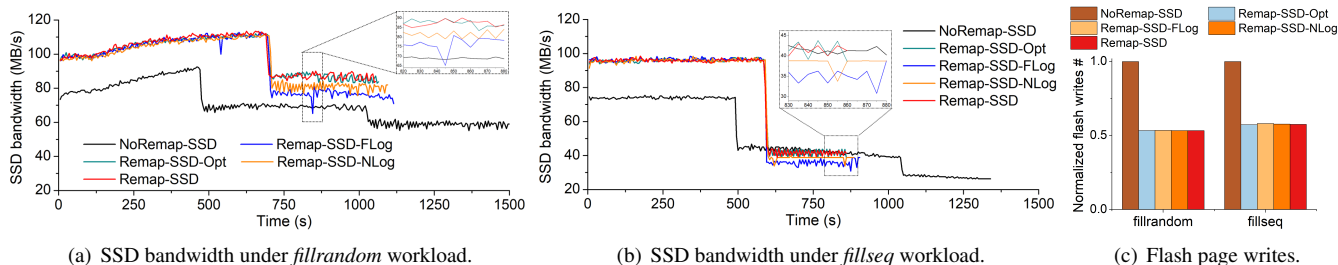 SSD bandwidth (MB/s)
120
100
80
60
40
20
0 250 500 750 1000 1250 1500
Time (s)
NoRemap-SSD
Remap-SSD-Opt
Remap-SSD
Remap-SSD-FLog
Remap-SSD-NLog
(a) SSD bandwidth under fillrandom workload.
SSD bandwidth (MB/s)
120
100
80
60
40
20
0 250 500 750 1000 1250 1500
Time (s)
NoRemap-SSD
Remap-SSD-Opt
Remap-SSD-FLog
Remap-SSD-NLog
Remap-SSD
45
40
35
30
830 840 850 860 870 880
(b) SSD bandwidth under fillseq workload.
NoRemap-SSD
Remap-SSD-Opt
Remap-SSD-FLog
Remap-SSD-NLog
Remap-SSD
Normalized flash writes #
1.0
0.5
0.0
fillrandom fillseq
(c) Flash page writes.